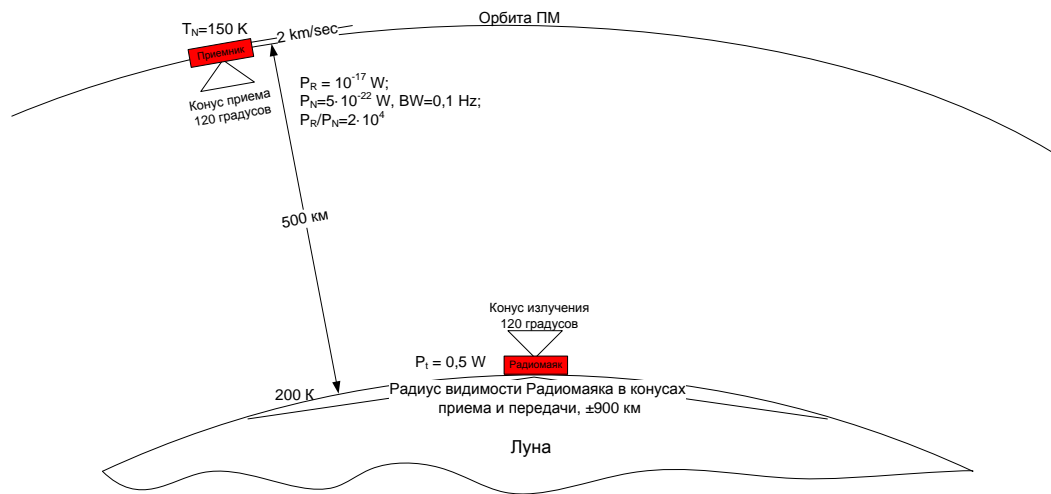 Орбита ПМ
T_N=150 K
2 km/sec
Приемник
Конус приема
120 градусов
P_R = 10^-17 W;
P_N=5·10^-22 W, BW=0,1 Hz;
P_R/P_N=2·10^4
500 км
Конус излучения
120 градусов
P_t = 0,5 W
Радиомаяк
200 K
Радиус видимости Радиомаяка в конусах
приема и передачи, ±900 км
Луна